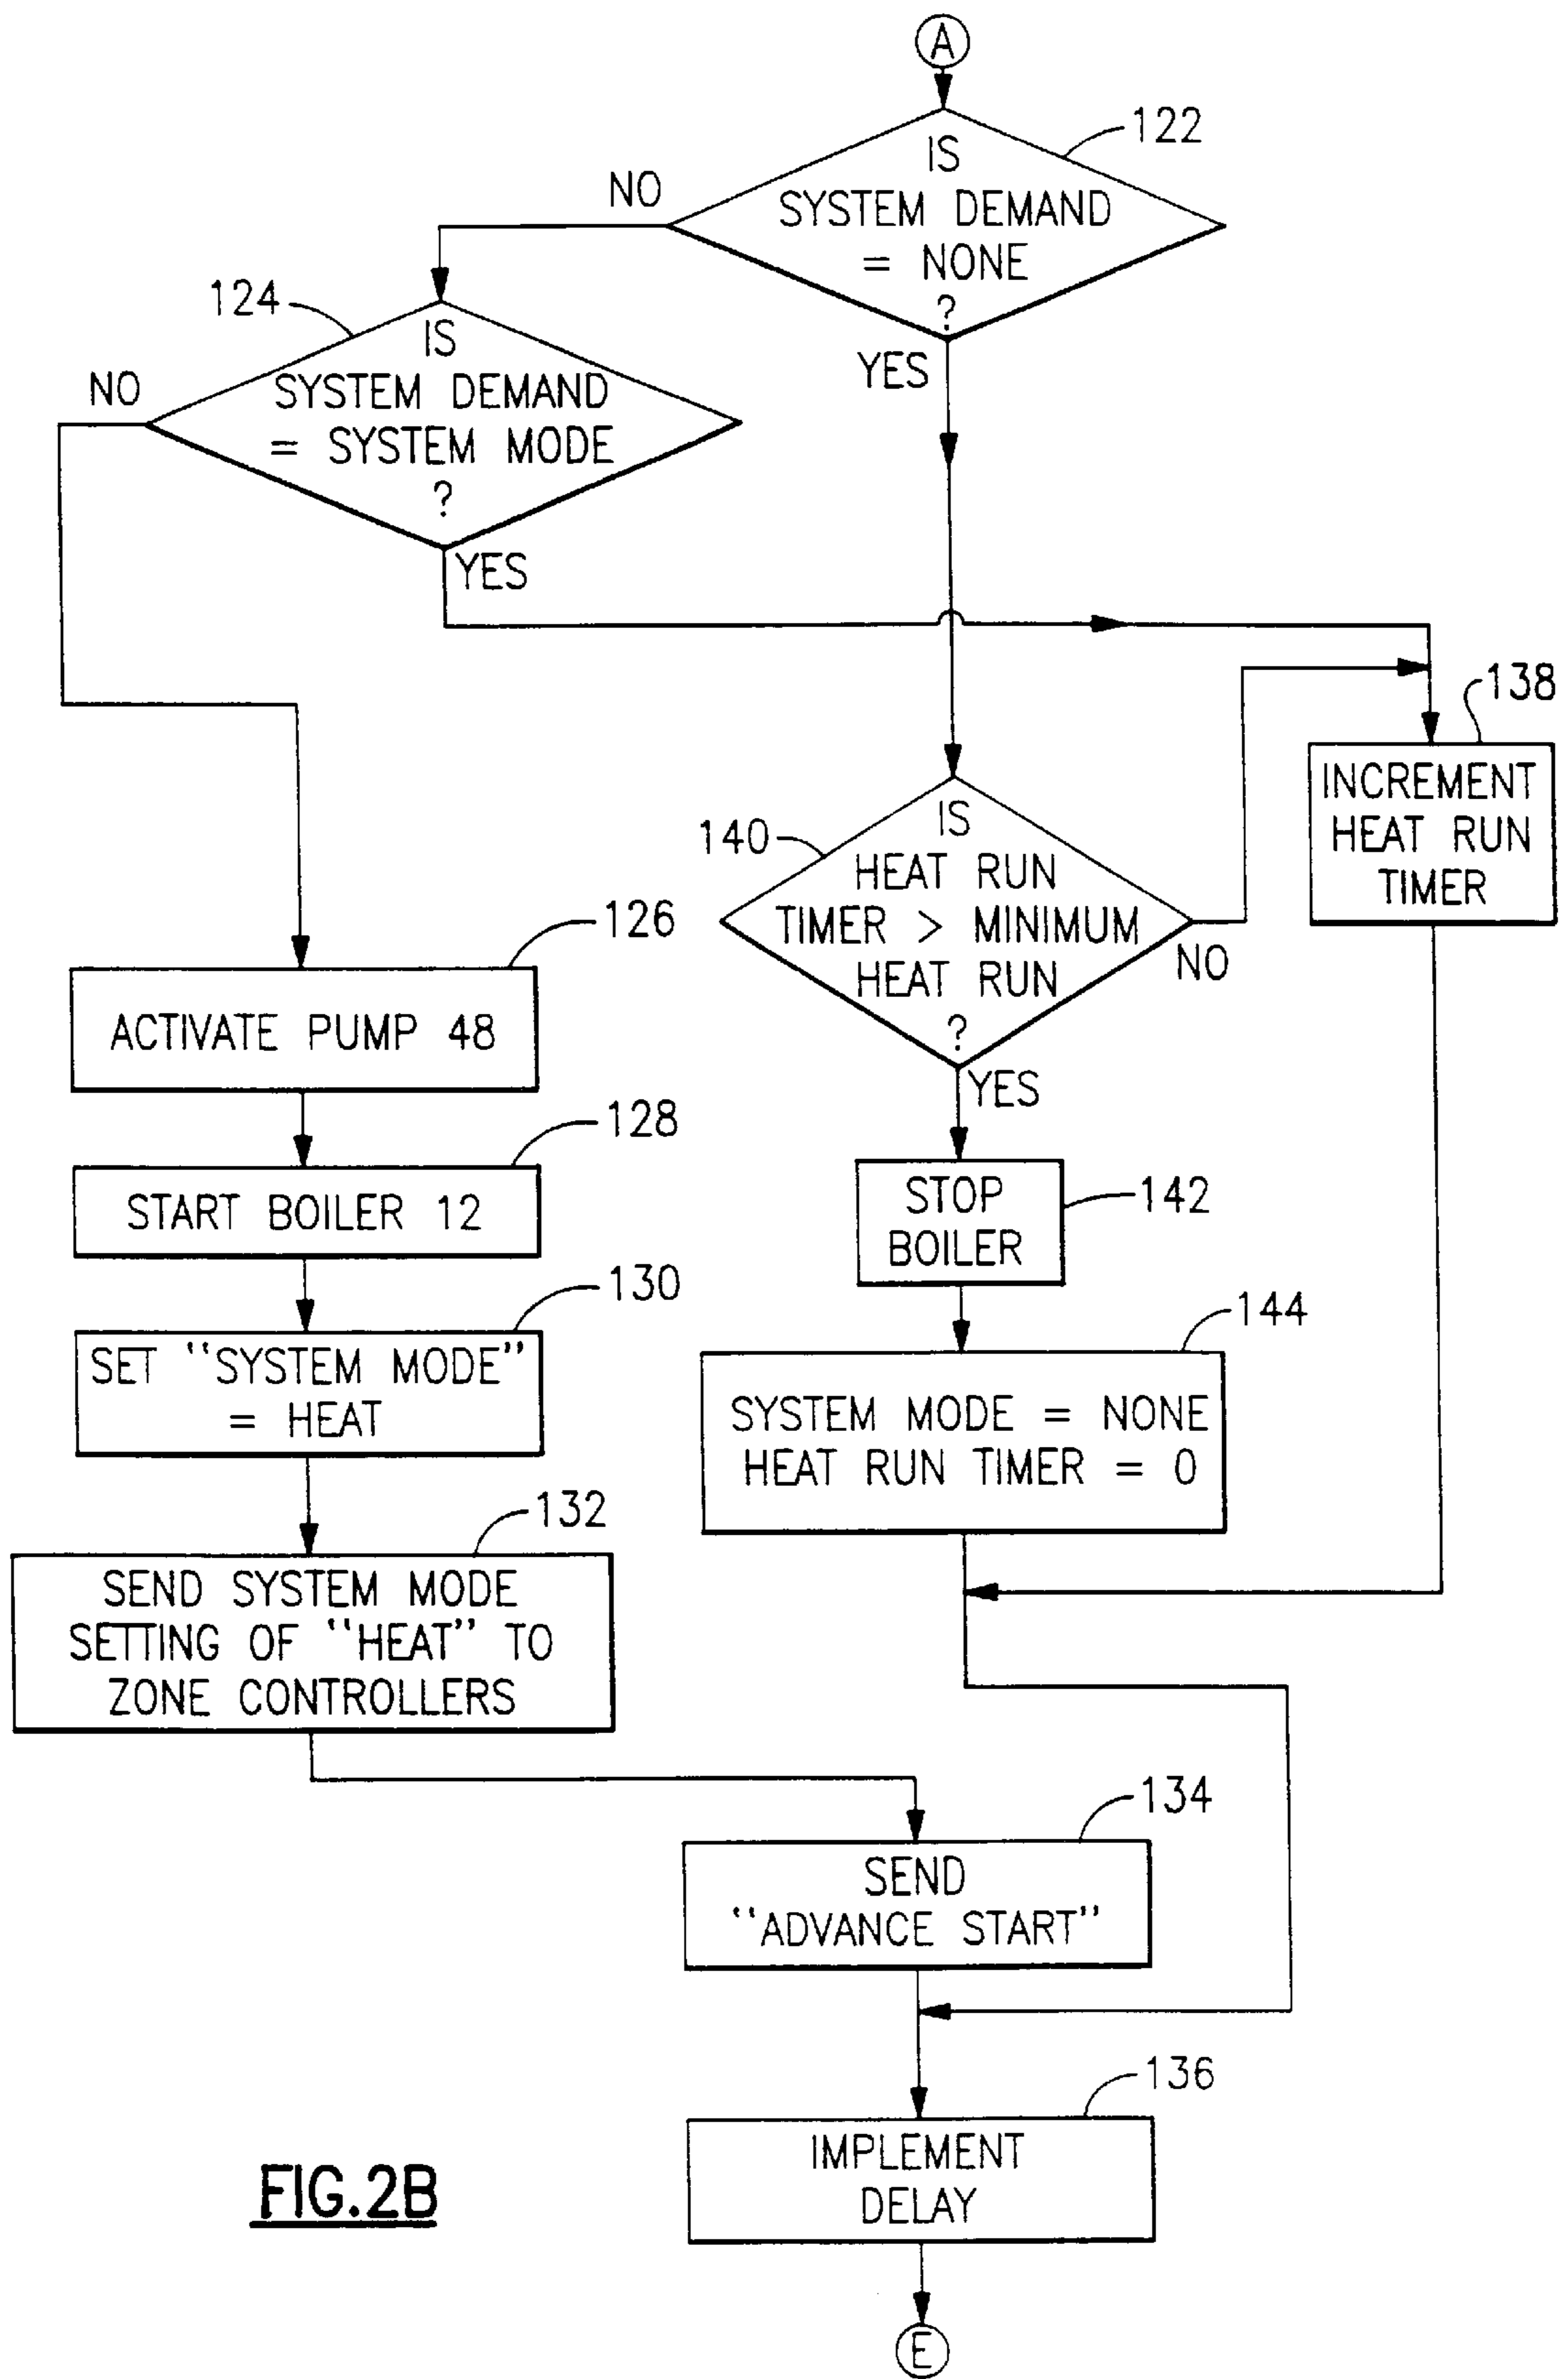 A
IS
SYSTEM DEMAND
= NONE
?
122
NO
YES
124
IS
SYSTEM DEMAND
= SYSTEM MODE
?
NO
YES
138
INCREMENT
HEAT RUN
TIMER
140
IS
HEAT RUN
TIMER > MINIMUM
HEAT RUN
?
NO
YES
126
ACTIVATE PUMP 48
128
START BOILER 12
142
STOP
BOILER
130
SET "SYSTEM MODE"
= HEAT
144
SYSTEM MODE = NONE
HEAT RUN TIMER = 0
132
SEND SYSTEM MODE
SETTING OF "HEAT" TO
ZONE CONTROLLERS
134
SEND
"ADVANCE START"
136
IMPLEMENT
DELAY
FIG.2B
E